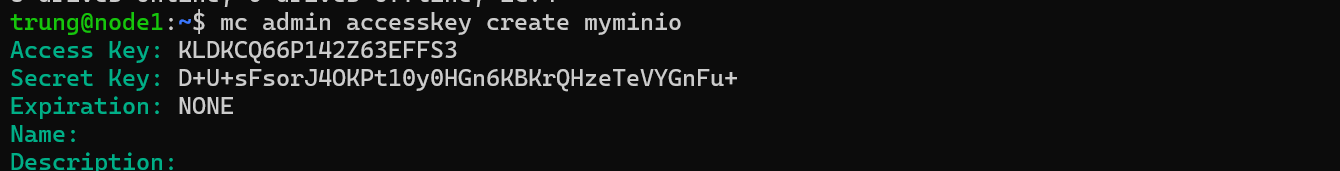 trung@node1:~$ mc admin accesskey create myminio
Access Key: KLDKCQ66P142Z63EFFS3
Secret Key: D+U+sFsorJ4OKPt10y0HGn6KBKrQHzeTeVYGnFu+
Expiration: NONE
Name:
Description: